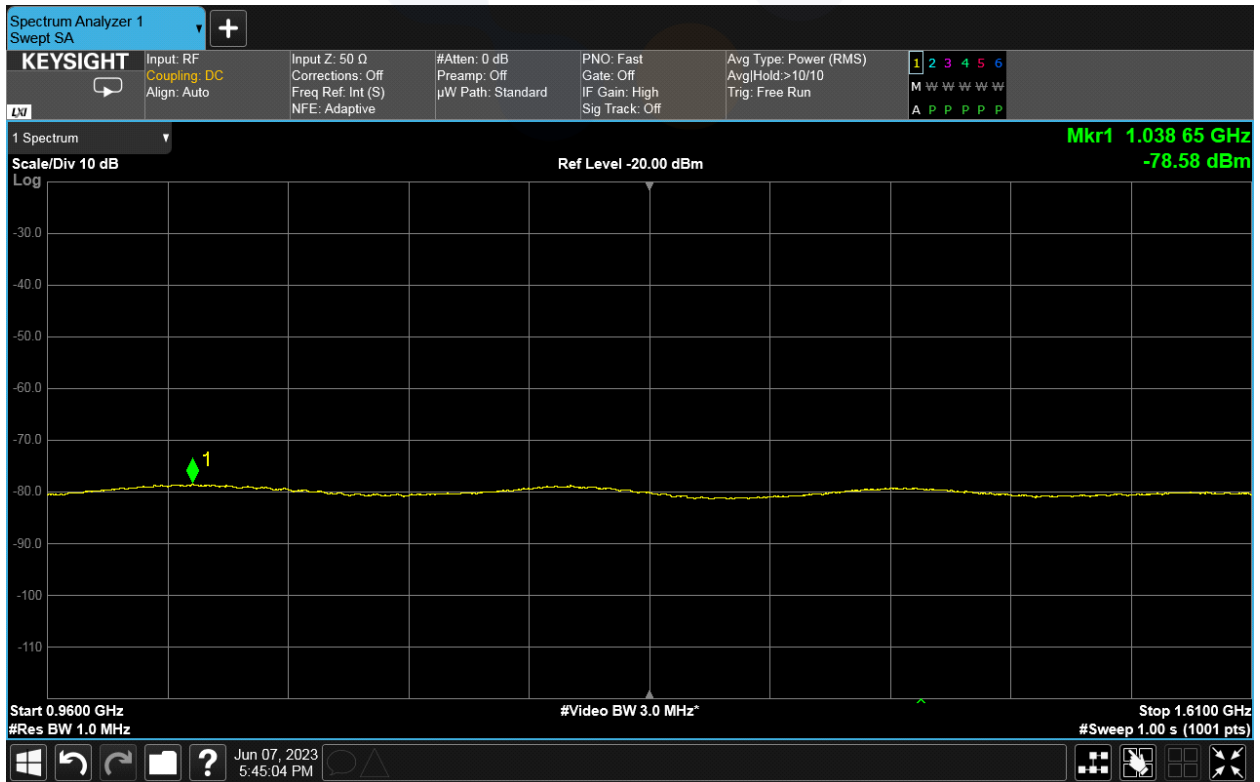 Spectrum Analyzer 1
Swept SA
+
KEYSIGHT
LXI
Input: RF
Coupling: DC
Align: Auto
Input Z: 50 Ω
Corrections: Off
Freq Ref: Int (S)
NFE: Adaptive
#Atten: 0 dB
Preamp: Off
µW Path: Standard
PNO: Fast
Gate: Off
IF Gain: High
Sig Track: Off
Avg Type: Power (RMS)
Avg|Hold:>10/10
Trig: Free Run
1 2 3 4 5 6
M W W W W W
A P P P P P
1 Spectrum
Mkr1 1.038 65 GHz
-78.58 dBm
Scale/Div 10 dB
Ref Level -20.00 dBm
Log
-30.0
-40.0
-50.0
-60.0
-70.0
1
-80.0
-90.0
-100
-110
Start 0.9600 GHz
#Video BW 3.0 MHz*
Stop 1.6100 GHz
#Res BW 1.0 MHz
#Sweep 1.00 s (1001 pts)
?
Jun 07, 2023
5:45:04 PM